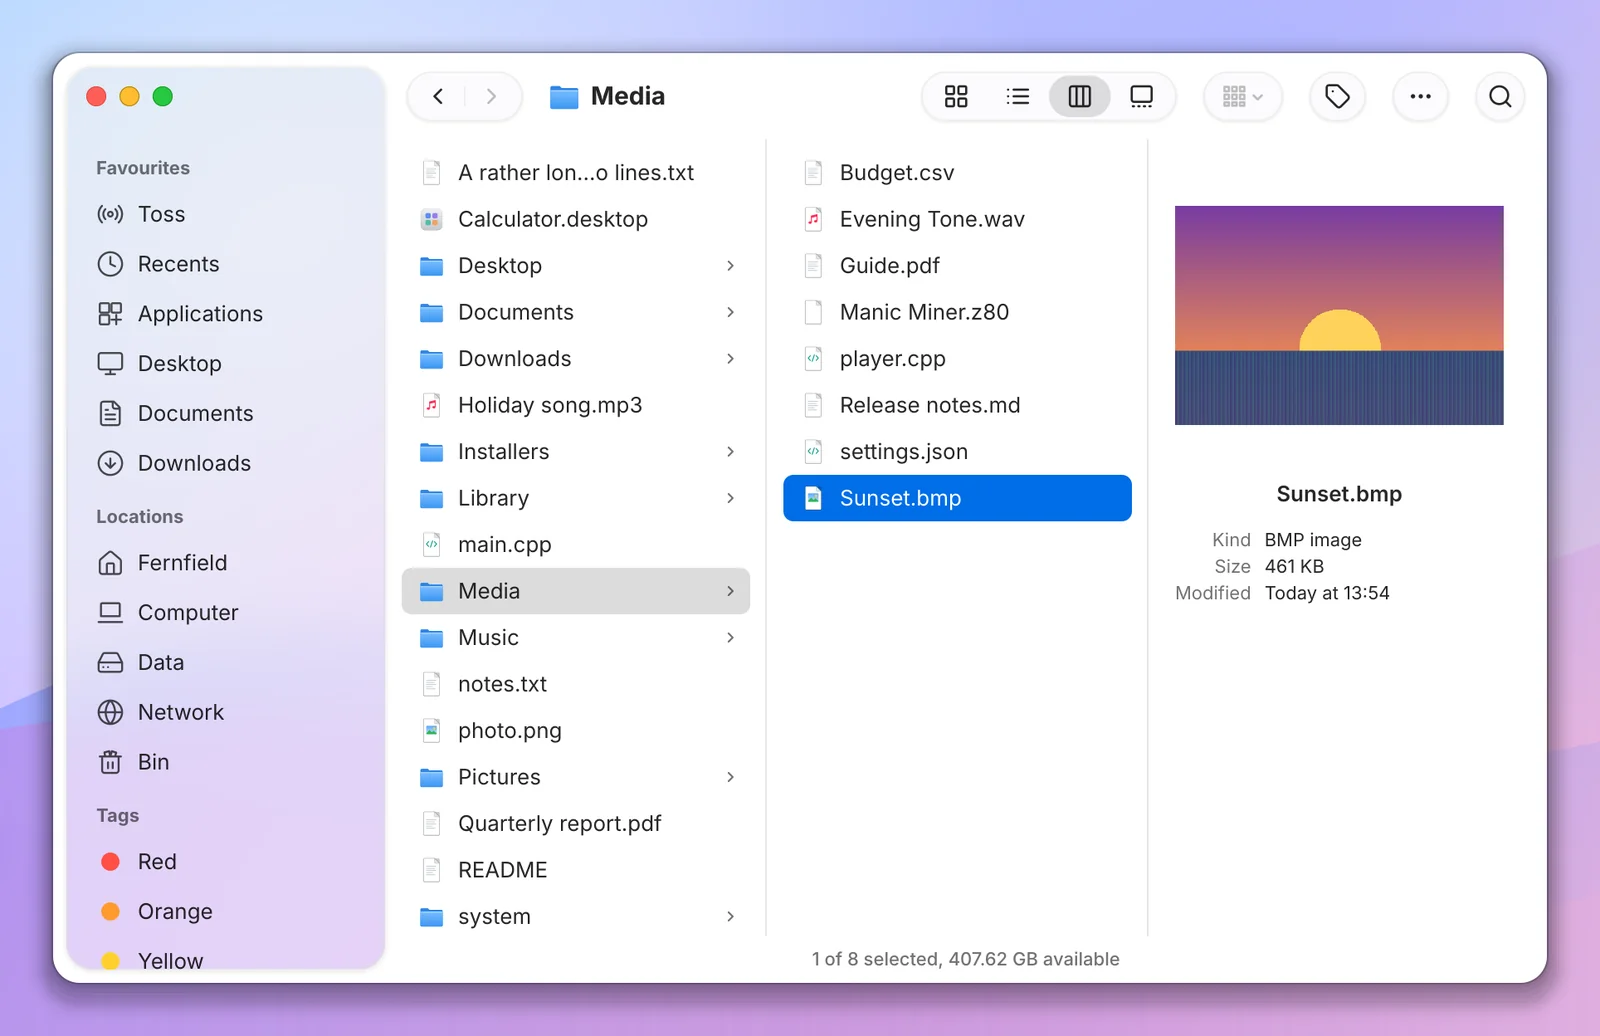 Media
Favourites
Toss
Recents
Applications
Desktop
Documents
Downloads
Locations
Fernfield
Computer
Data
Network
Bin
Tags
Red
Orange
Yellow
A rather lon...o lines.txt
Calculator.desktop
Desktop
Documents
Downloads
Holiday song.mp3
Installers
Library
main.cpp
Media
Music
notes.txt
photo.png
Pictures
Quarterly report.pdf
README
system
Budget.csv
Evening Tone.wav
Guide.pdf
Manic Miner.z80
player.cpp
Release notes.md
settings.json
Sunset.bmp
Sunset.bmp
Kind BMP image
Size 461 KB
Modified Today at 13:54
1 of 8 selected, 407.62 GB available